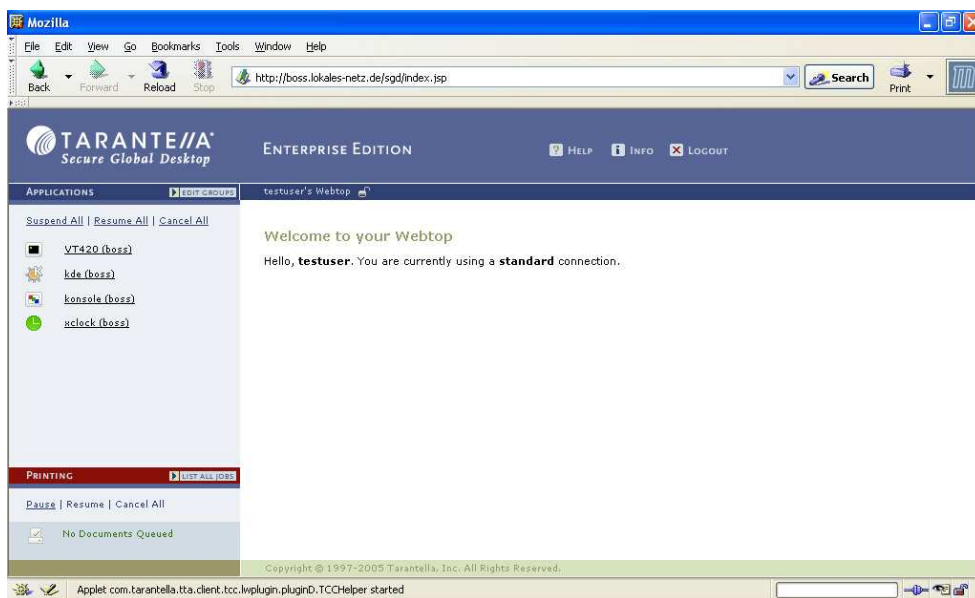 Mozilla
File Edit View Go Bookmarks Tools Window Help
Back Forward Reload Stop http://boss.lokales-netz.de/sgd/index.jsp Search Print
TARANTE//A
Secure Global Desktop
ENTERPRISE EDITION
? HELP i INFO X LOGOUT
APPLICATIONS EDIT GROUPS testuser's Webtop
Suspend All | Resume All | Cancel All
VT420 (boss)
kde (boss)
konsole (boss)
xclock (boss)
Welcome to your Webtop
Hello, testuser. You are currently using a standard connection.
PRINTING LIST ALL JOBS
Pause | Resume | Cancel All
No Documents Queued
Copyright © 1997-2005 Tarantella, Inc. All Rights Reserved.
Applet com.tarantella.tta.client.tcc.lwplugin.pluginD.TCCHelper started